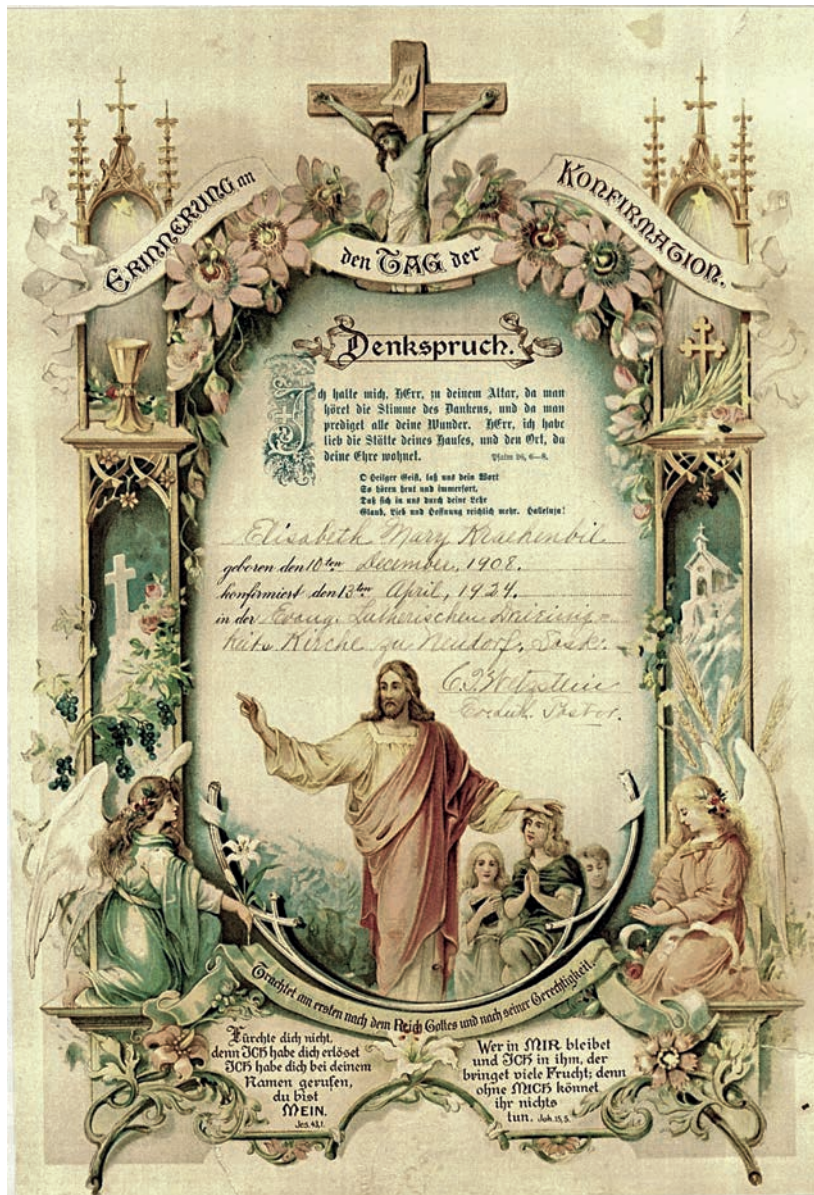 INRI
ERINNERUNG an
den TAG der
KONFIRMATION.
Denkspruch.
Ich halte mich, HErr, zu deinem Altar, da man
höret die Stimme des Dankens, und da man
prediget alle deine Wunder. HErr, ich habe
lieb die Stätte deines Hauses, und den Ort, da
deine Ehre wohnet. Psalm 26, 6–8.
O Heilger Geist, laß uns dein Wort
So hören heut und immerfort,
Daß sich in uns durch deine Lehr
Glaub, Lieb und Hoffnung reichlich mehr. Halleluja!
Elisabeth Mary Kraehenbil
geboren den 10ten December, 1908.
konfirmiert den 13ten April, 1924.
in der Evang. Lutherischen Dreieinig=
keits Kirche zu Neudorf, Sask.
Wetzstein
Pastor.
Trachtet am ersten nach dem Reich Gottes und nach seiner Gerechtigkeit.
Fürchte dich nicht,
denn ICH habe dich erlöset
ICH habe dich bei deinem
Namen gerufen,
du bist
MEIN.
Jes. 43,1.
Wer in MIR bleibet
und ICH in ihm, der
bringet viele Frucht; denn
ohne MICH könnet
ihr nichts
tun. Joh. 15,5.